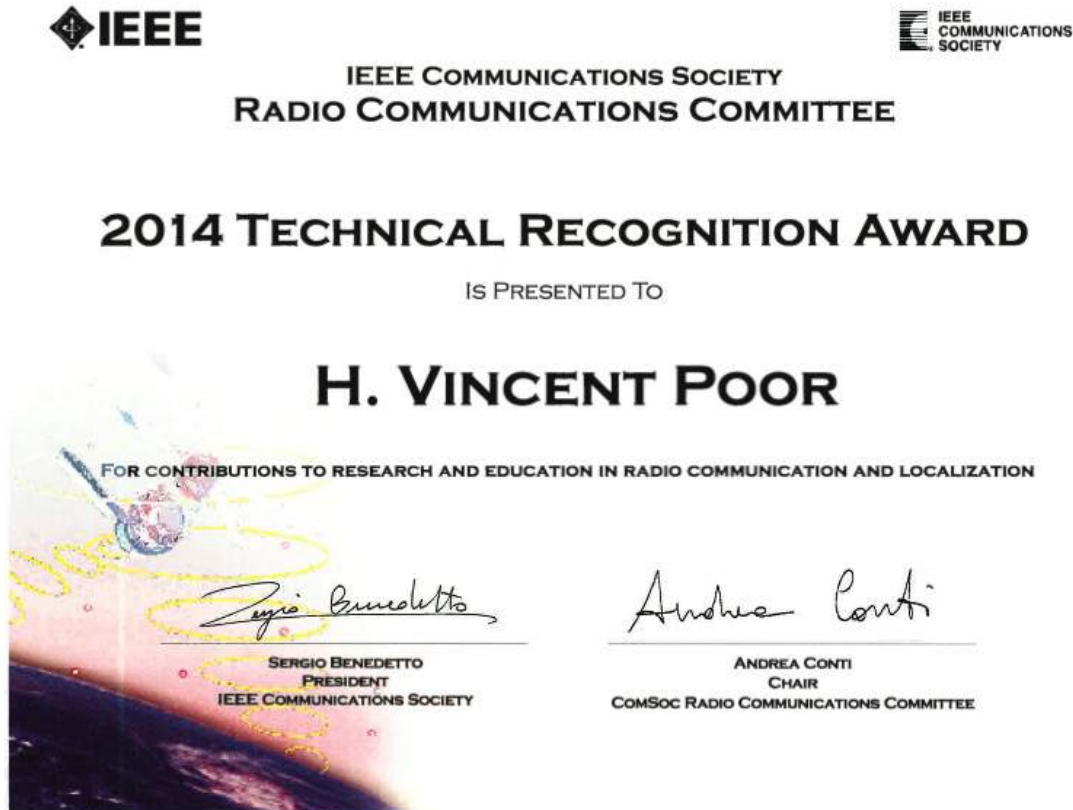 IEEE
IEEE
COMMUNICATIONS
SOCIETY
IEEE COMMUNICATIONS SOCIETY
RADIO COMMUNICATIONS COMMITTEE
2014 TECHNICAL RECOGNITION AWARD
IS PRESENTED TO
H. VINCENT POOR
FOR CONTRIBUTIONS TO RESEARCH AND EDUCATION IN RADIO COMMUNICATION AND LOCALIZATION
Sergio Benedetto
Andrea Conti
SERGIO BENEDETTO
PRESIDENT
IEEE COMMUNICATIONS SOCIETY
ANDREA CONTI
CHAIR
COMSOC RADIO COMMUNICATIONS COMMITTEE